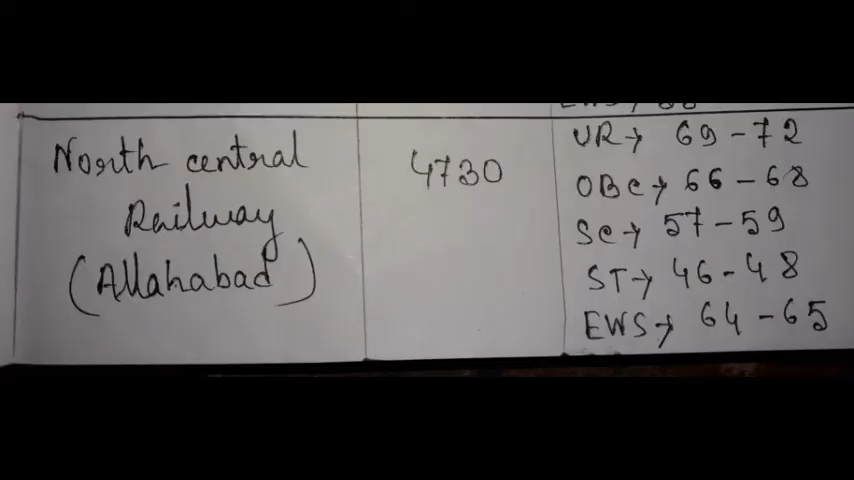 North central
Railway
(Allahabad)
4730
UR→ 69-72
OBC→ 66-68
SC→ 57-59
ST→ 46-48
EWS→ 64-65